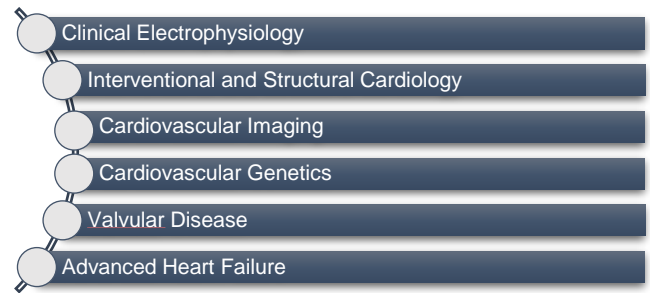 Clinical Electrophysiology
Interventional and Structural Cardiology
Cardiovascular Imaging
Cardiovascular Genetics
Valvular Disease
Advanced Heart Failure